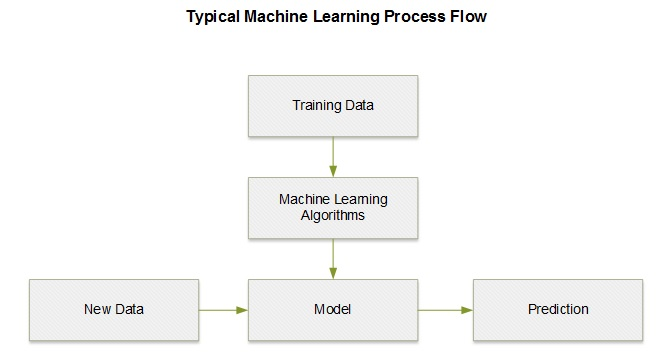 Typical Machine Learning Process Flow
Training Data
Machine Learning
Algorithms
New Data
Model
Prediction